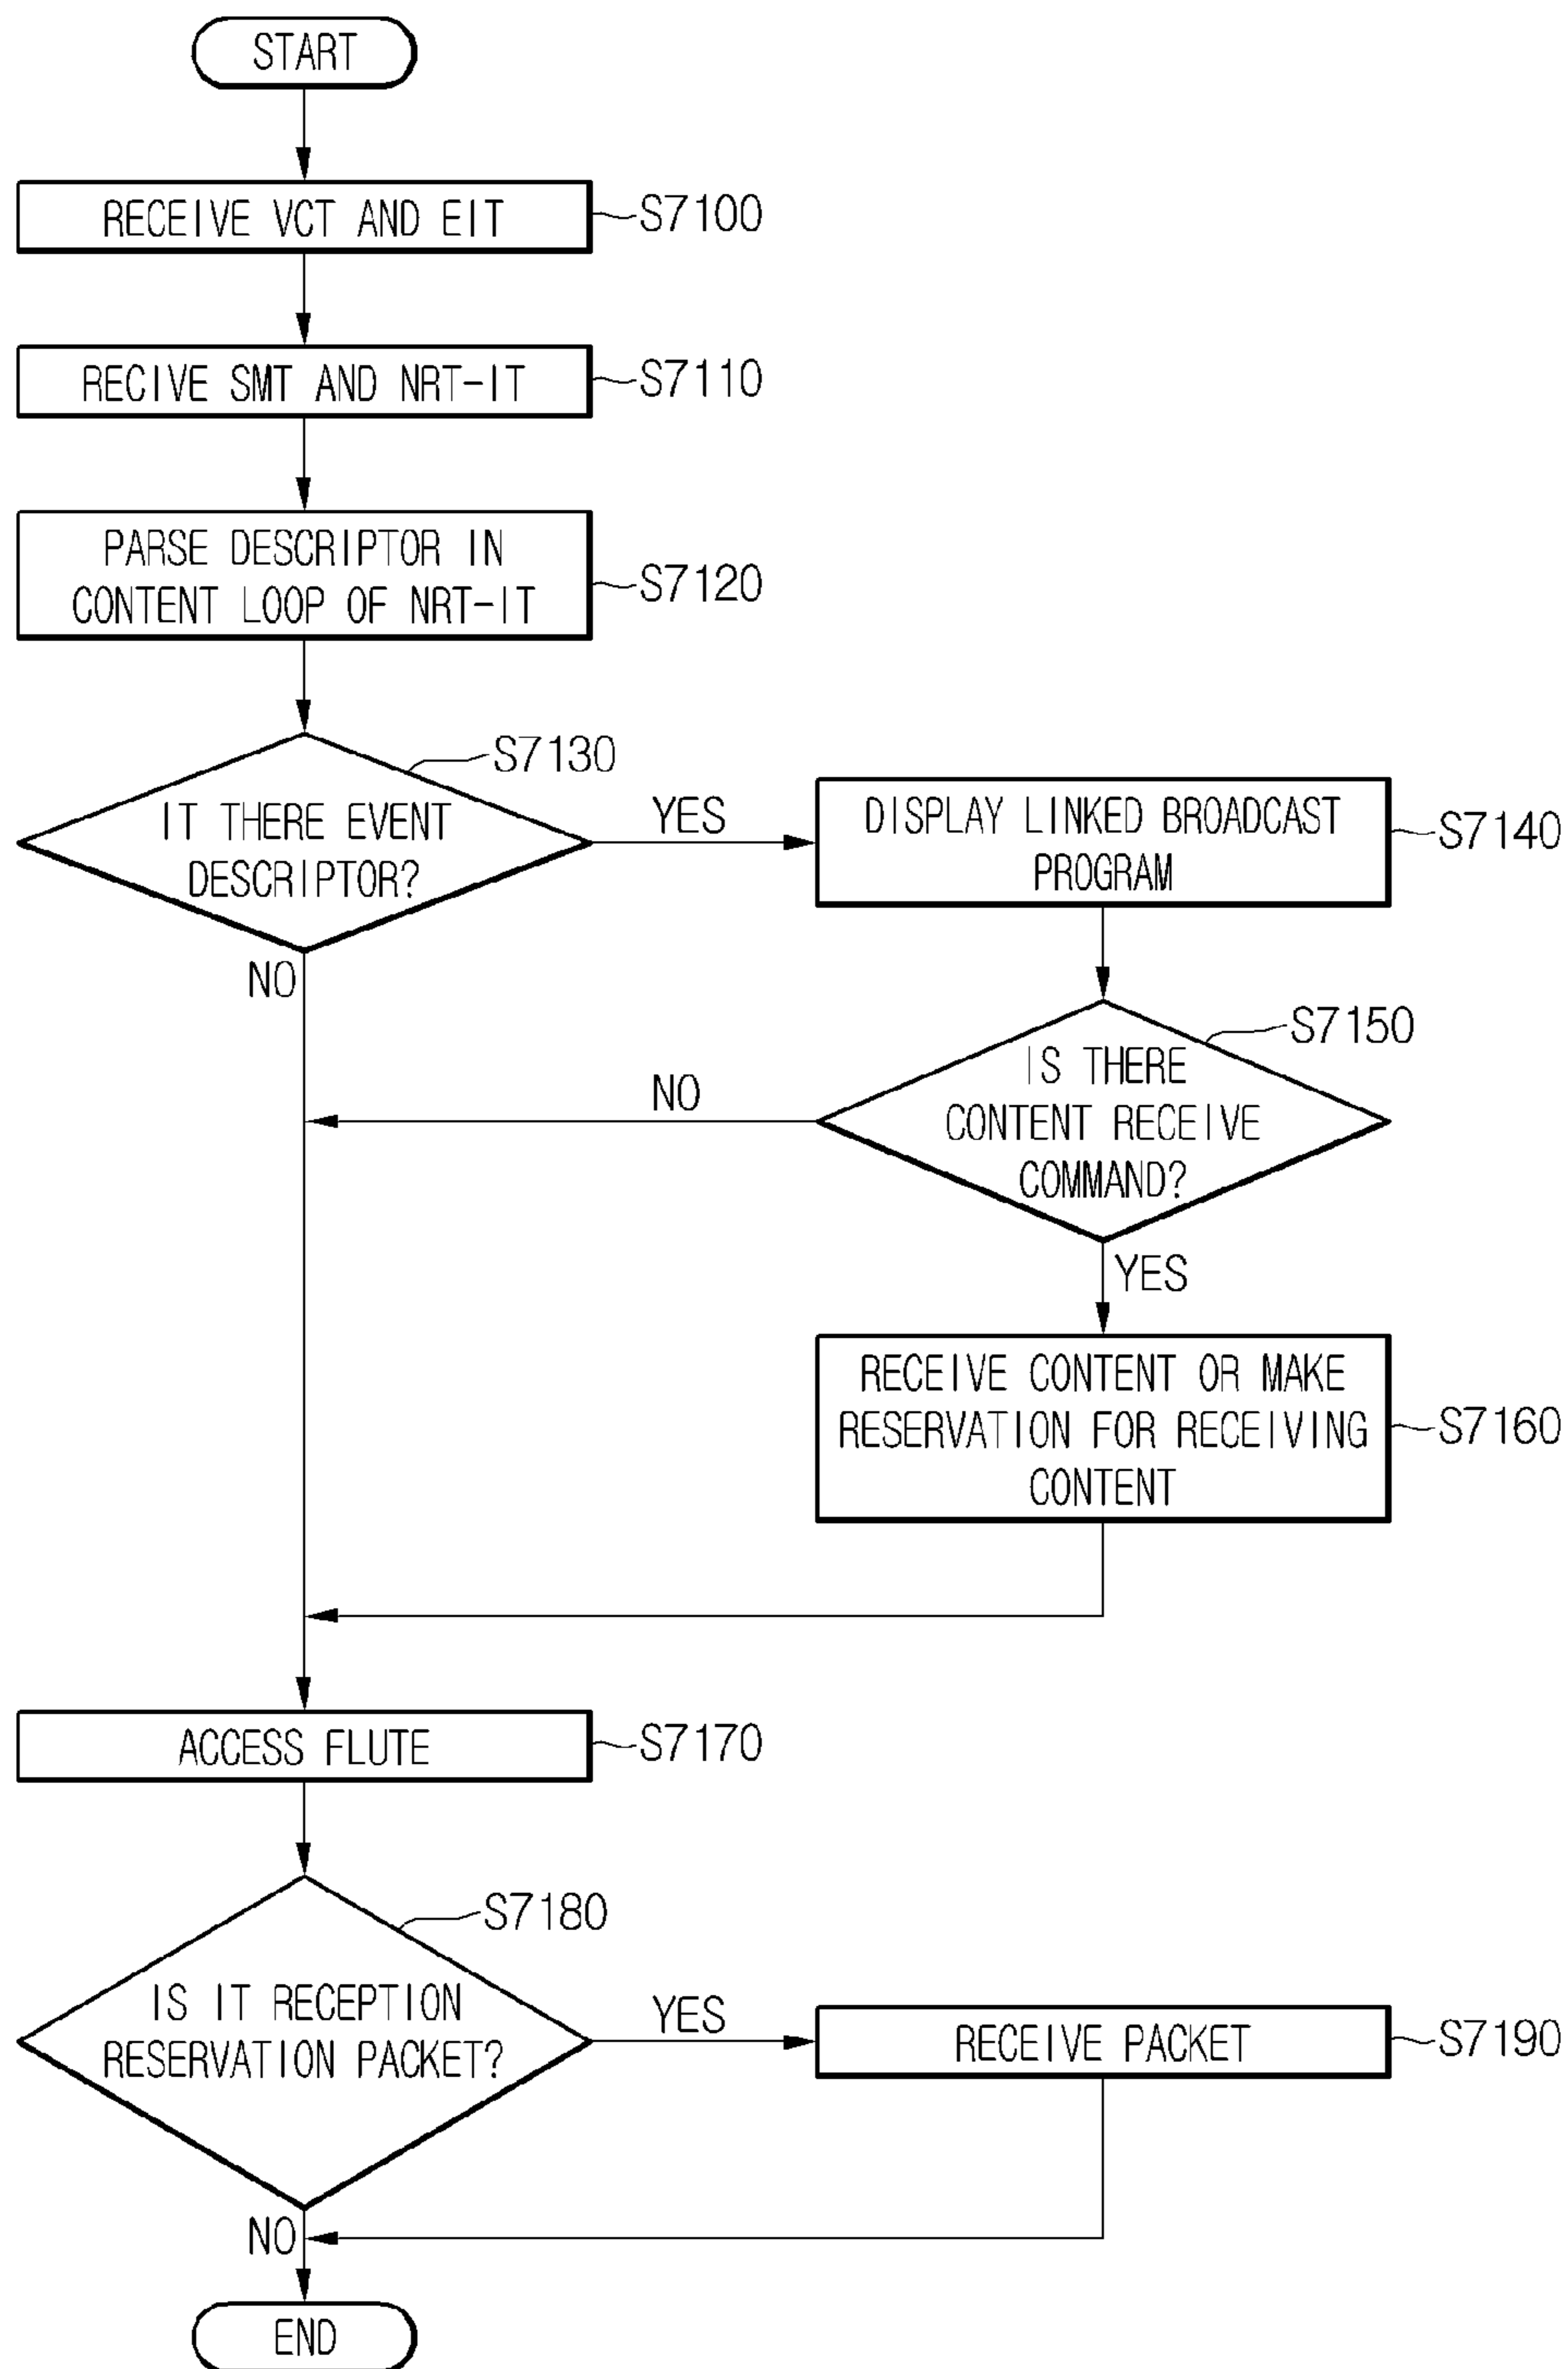 START
RECEIVE VCT AND EIT
S7100
RECIVE SMT AND NRT-IT
S7110
PARSE DESCRIPTOR IN
CONTENT LOOP OF NRT-IT
S7120
S7130
IT THERE EVENT
DESCRIPTOR?
YES
NO
DISPLAY LINKED BROADCAST
PROGRAM
S7140
S7150
IS THERE
CONTENT RECEIVE
COMMAND?
NO
YES
RECEIVE CONTENT OR MAKE
RESERVATION FOR RECEIVING
CONTENT
S7160
ACCESS FLUTE
S7170
S7180
IS IT RECEPTION
RESERVATION PACKET?
YES
RECEIVE PACKET
S7190
NO
END